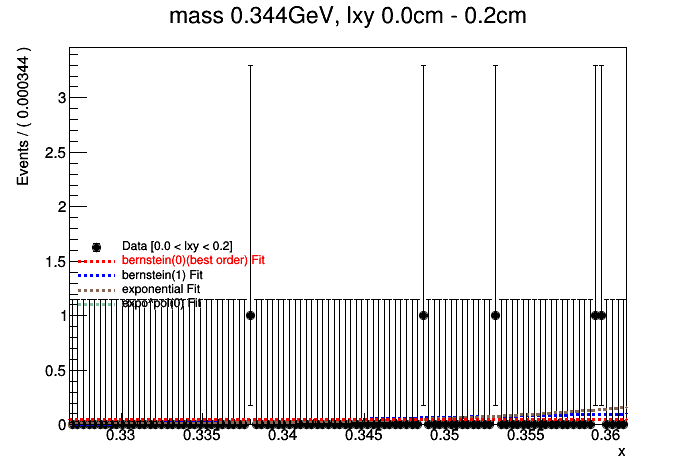 mass 0.344GeV, lxy 0.0cm - 0.2cm
Events / ( 0.000344 )
3
2.5
2
Data [0.0 < lxy < 0.2]
bernstein(0)(best order) Fit
1.5
bernstein(1) Fit
exponential Fit
expo*pol(0) Fit
1
0.5
0
0.33 0.335 0.34 0.345 0.35 0.355 0.36
x